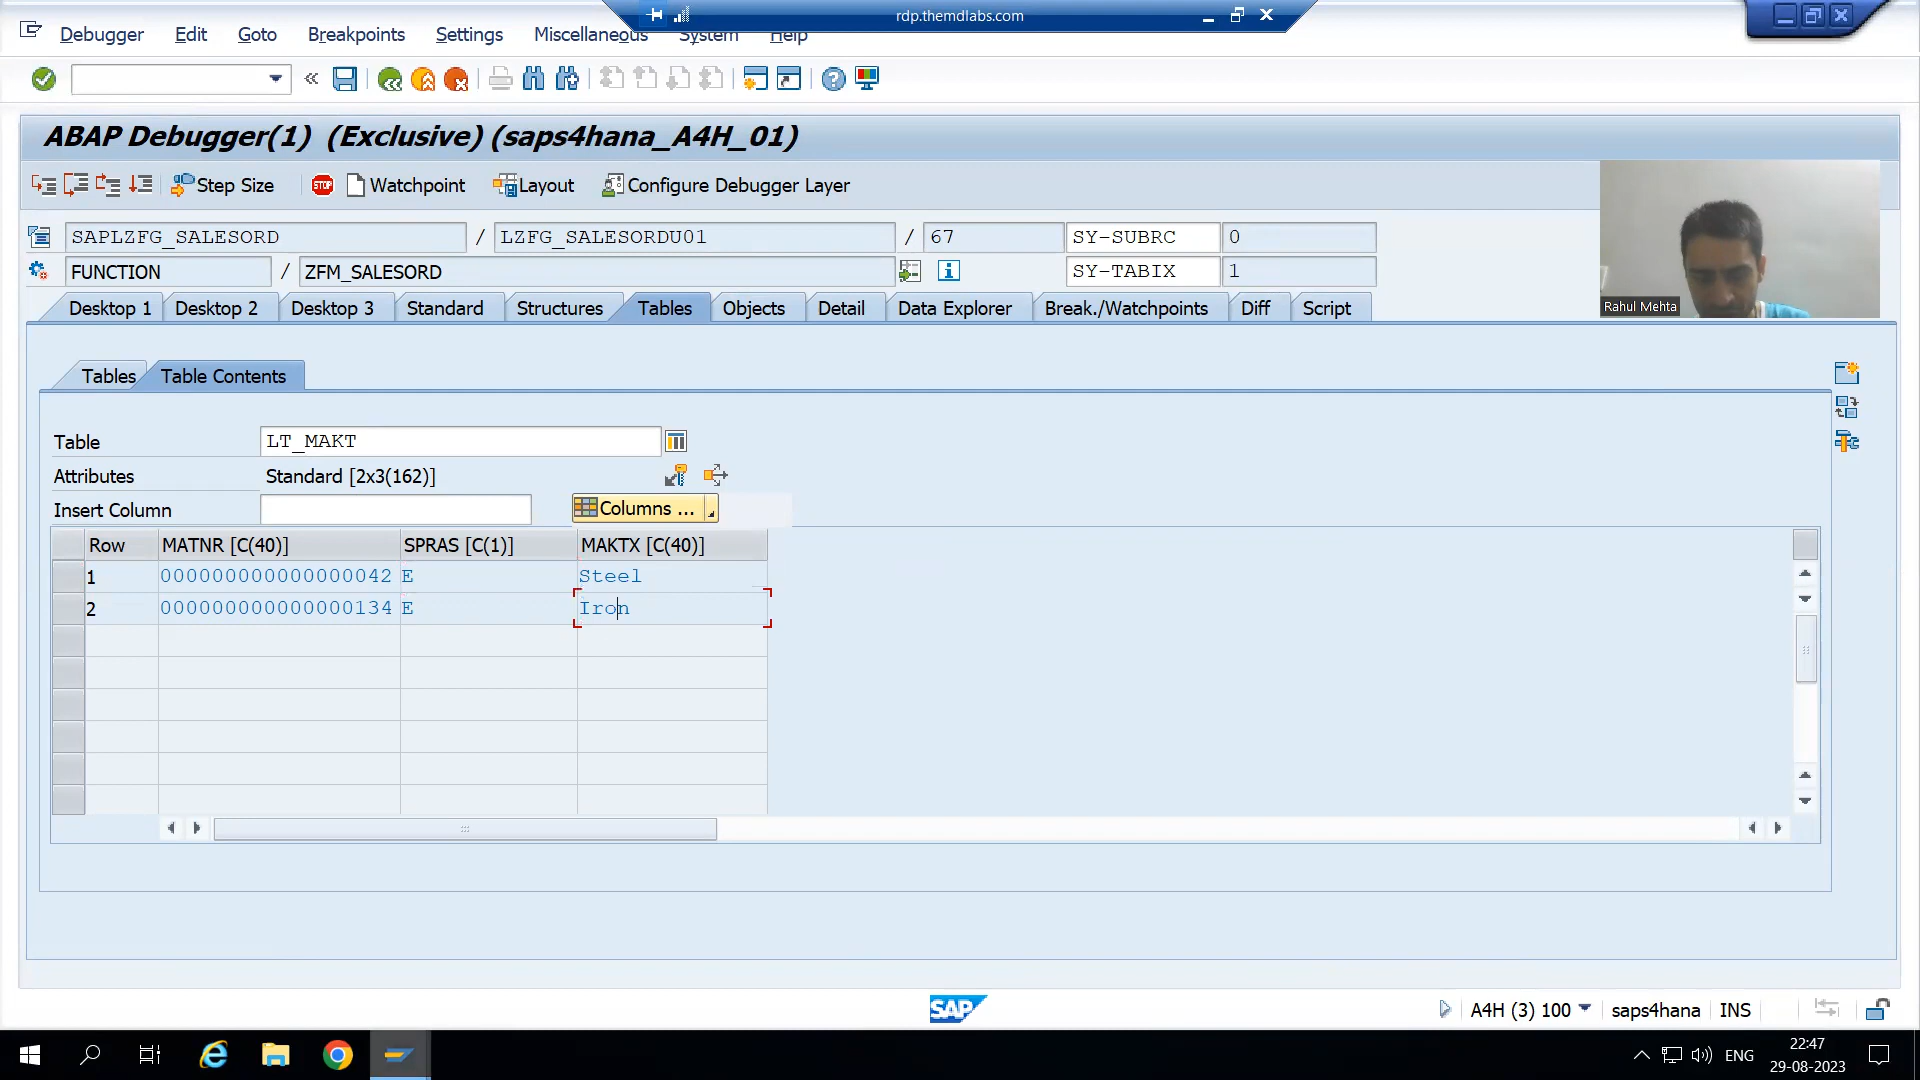 rdp.themdlabs.com
Debugger Edit Goto Breakpoints Settings Miscellaneous System Help
ABAP Debugger(1) (Exclusive) (saps4hana_A4H_01)
Step Size STOP Watchpoint Layout Configure Debugger Layer
SAPLZFG_SALESORD / LZFG_SALESORDU01 / 67 SY-SUBRC 0
FUNCTION / ZFM_SALESORD SY-TABIX 1
Rahul Mehta
Desktop 1 Desktop 2 Desktop 3 Standard Structures Tables Objects Detail Data Explorer Break./Watchpoints Diff Script
Tables Table Contents
Table LT_MAKT
Attributes Standard [2x3(162)]
Insert Column Columns ...
Row MATNR [C(40)] SPRAS [C(1)] MAKTX [C(40)]
1 000000000000000042 E Steel
2 000000000000000134 E Iron
SAP A4H (3) 100 saps4hana INS
ENG 22:47
29-08-2023